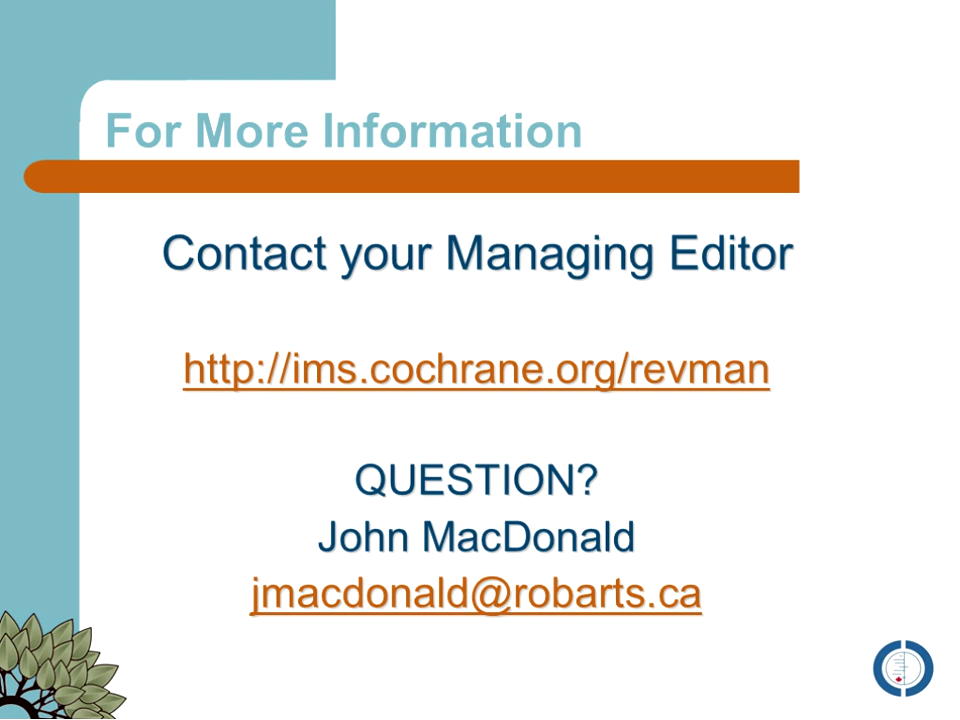 For More Information
Contact your Managing Editor
http://ims.cochrane.org/revman
QUESTION?
John MacDonald
jmacdonald@robarts.ca